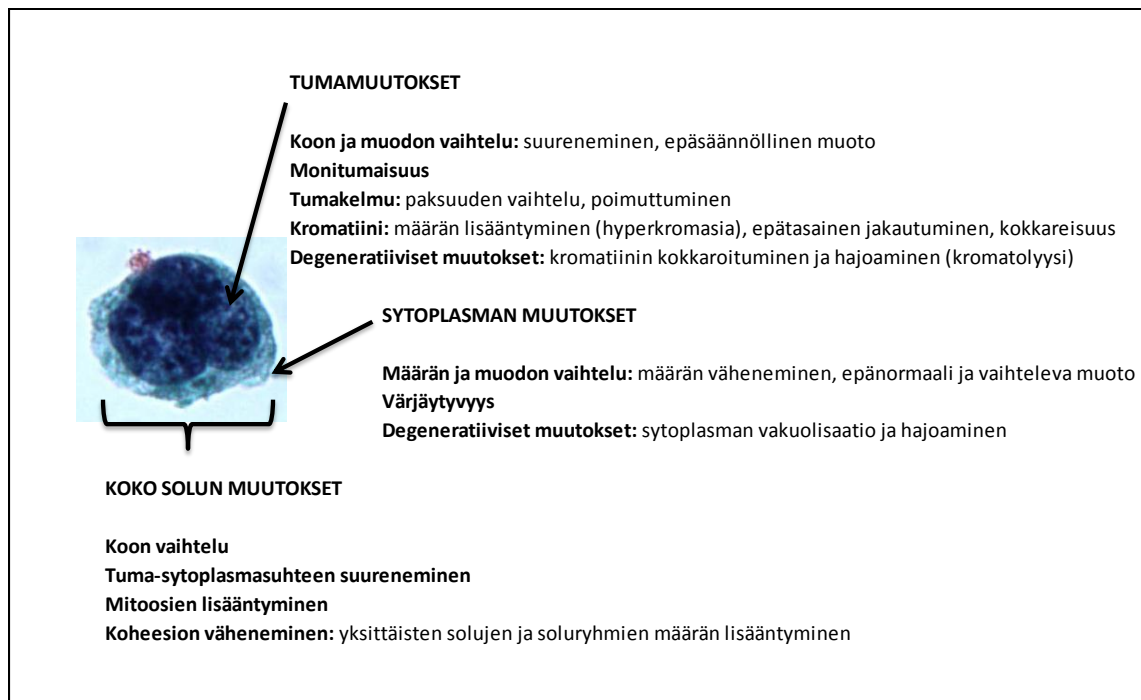 TUMAMUUTOKSET
Koon ja muodon vaihtelu: suureneminen, epäsäännöllinen muoto
Monitumaisuus
Tumakelmu: paksuuden vaihtelu, poimuttuminen
Kromatiini: määrän lisääntyminen (hyperkromasia), epätasainen jakautuminen, kokkareisuus
Degeneratiiviset muutokset: kromatiinin kokkaroituminen ja hajoaminen (kromatolyysi)
SYTOPLASMAN MUUTOKSET
Määrän ja muodon vaihtelu: määrän väheneminen, epänormaali ja vaihteleva muoto
Värjäytyvyys
Degeneratiiviset muutokset: sytoplasman vakuolisaatio ja hajoaminen
KOKO SOLUN MUUTOKSET
Koon vaihtelu
Tuma-sytoplasmasuhteen suureneminen
Mitoosien lisääntyminen
Koheesion väheneminen: yksittäisten solujen ja soluryhmien määrän lisääntyminen